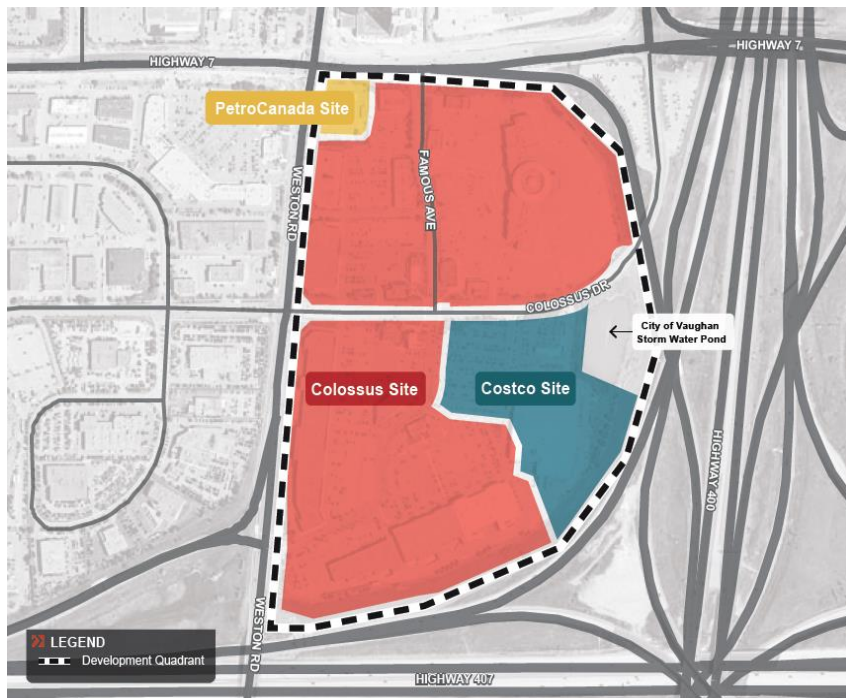 HIGHWAY 7
HIGHWAY 7
PetroCanada Site
WESTON RD
FAMOUS AVE
COLOSSUS DR
City of Vaughan
Storm Water Pond
Colossus Site
Costco Site
HIGHWAY 400
WESTON RD
LEGEND
Development Quadrant
HIGHWAY 407